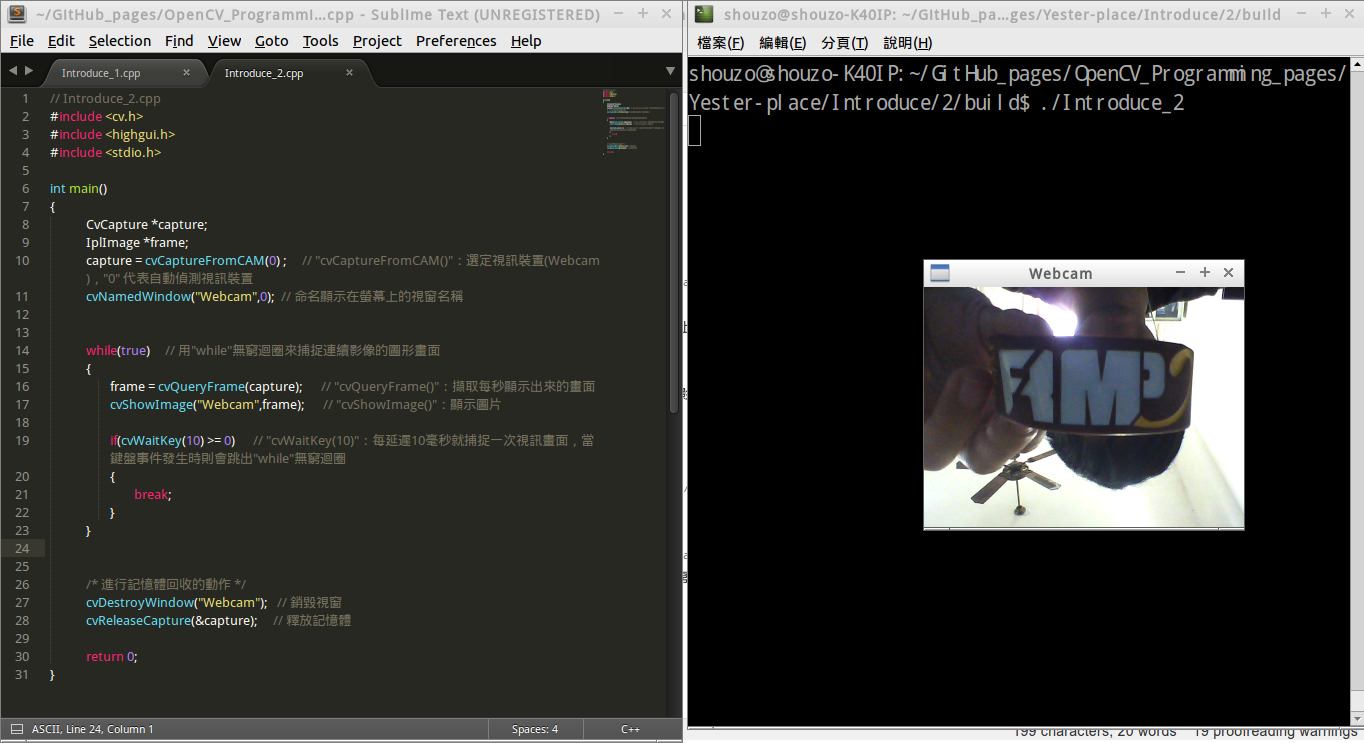 ~/GitHub_pages/OpenCV_Programmi...cpp - Sublime Text (UNREGISTERED)
File Edit Selection Find View Goto Tools Project Preferences Help
Introduce_1.cpp × Introduce_2.cpp ×
1 // Introduce_2.cpp
2 #include <cv.h>
3 #include <highgui.h>
4 #include <stdio.h>
5
6 int main()
7 {
8 CvCapture *capture;
9 IplImage *frame;
10 capture = cvCaptureFromCAM(0) ; // "cvCaptureFromCAM()"：選定視訊裝置(Webcam
)，"0" 代表自動偵測視訊裝置
11 cvNamedWindow("Webcam",0); // 命名顯示在螢幕上的視窗名稱
12
13
14 while(true) // 用"while"無窮迴圈來捕捉連續影像的圖形畫面
15 {
16 frame = cvQueryFrame(capture); // "cvQueryFrame()"：擷取每秒顯示出來的畫面
17 cvShowImage("Webcam",frame); // "cvShowImage()"：顯示圖片
18
19 if(cvWaitKey(10) >= 0) // "cvWaitKey(10)"：每延遲10毫秒就捕捉一次視訊畫面，當
鍵盤事件發生時則會跳出"while"無窮迴圈
20 {
21 break;
22 }
23 }
24
25
26 /* 進行記憶體回收的動作 */
27 cvDestroyWindow("Webcam"); // 銷毀視窗
28 cvReleaseCapture(&capture); // 釋放記憶體
29
30 return 0;
31 }
ASCII, Line 24, Column 1 Spaces: 4 C++
shouzo@shouzo-K40IP: ~/GitHub_pa...ges/Yester-place/Introduce/2/build
檔案(F) 編輯(E) 分頁(T) 說明(H)
shouzo@shouzo-K40IP:~/GitHub_pages/OpenCV_Programming_pages/
Yester-place/Introduce/2/build$ ./Introduce_2
Webcam
199 characters, 20 words 19 proofreading warnings